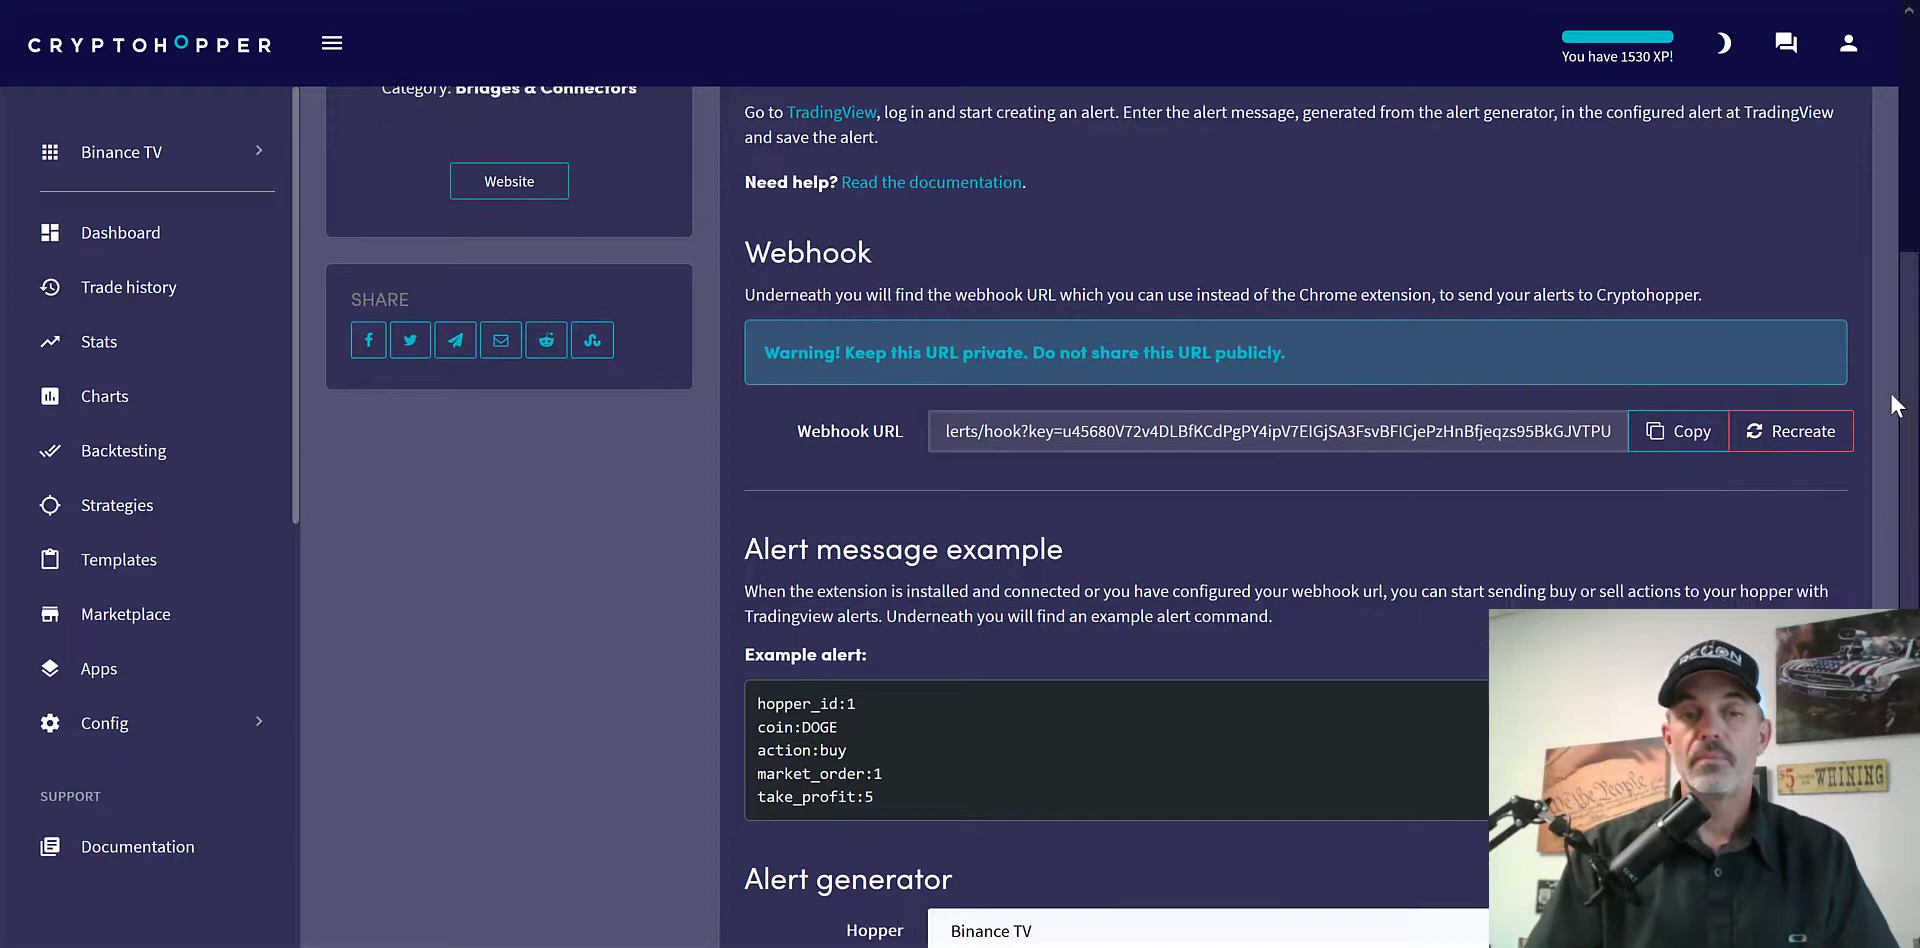 CRYPTOHOPPER
You have 1530 XP!
Binance TV
Dashboard
Trade history
Stats
Charts
Backtesting
Strategies
Templates
Marketplace
Apps
Config
SUPPORT
Documentation
Category: Bridges & Connectors
Website
SHARE
Go to TradingView, log in and start creating an alert. Enter the alert message, generated from the alert generator, in the configured alert at TradingView
and save the alert.
Need help? Read the documentation.
Webhook
Underneath you will find the webhook URL which you can use instead of the Chrome extension, to send your alerts to Cryptohopper.
Warning! Keep this URL private. Do not share this URL publicly.
Webhook URL
lerts/hook?key=u45680V72v4DLBfKCdPgPY4ipV7EIGjSA3FsvBFICjePzHnBfjeqzs95BkGJVTPU
Copy
Recreate
Alert message example
When the extension is installed and connected or you have configured your webhook url, you can start sending buy or sell actions to your hopper with
Tradingview alerts. Underneath you will find an example alert command.
Example alert:
hopper_id:1
coin:DOGE
action:buy
market_order:1
take_profit:5
Alert generator
Hopper
Binance TV
RECON
We the People
$5
WHINING